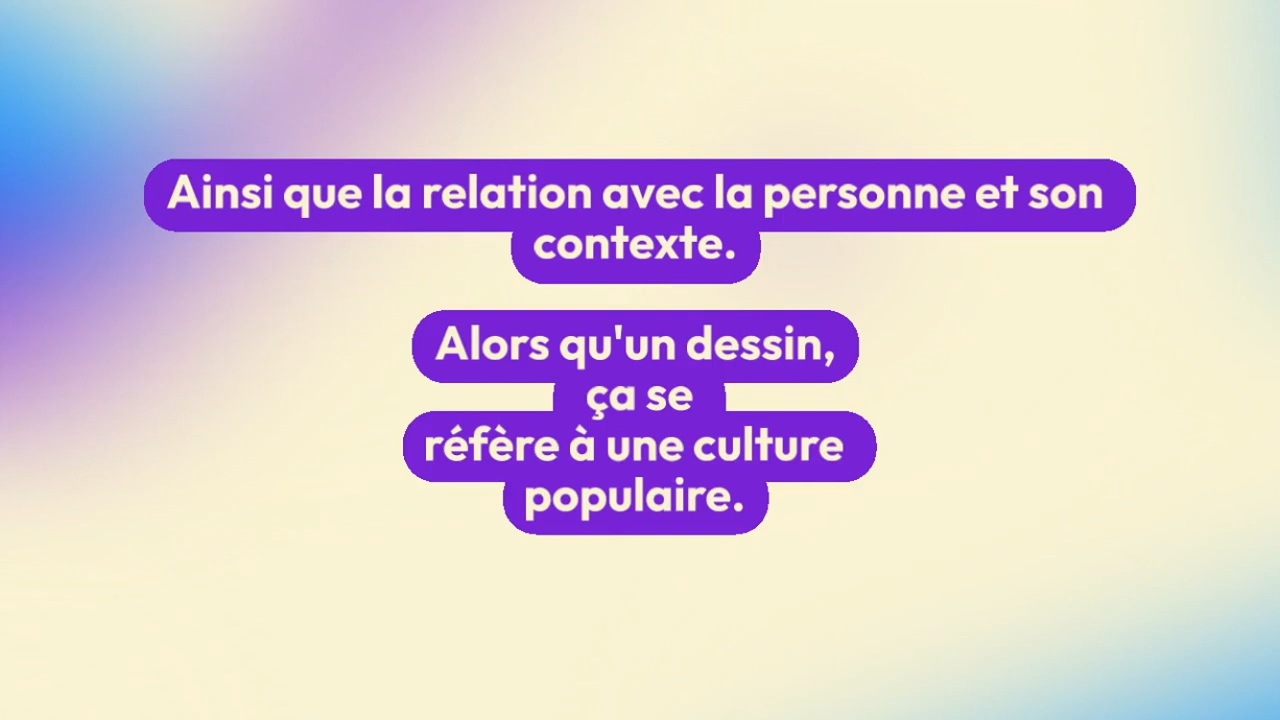 Ainsi que la relation avec la personne et son
contexte.
Alors qu'un dessin,
ça se
réfère à une culture
populaire.